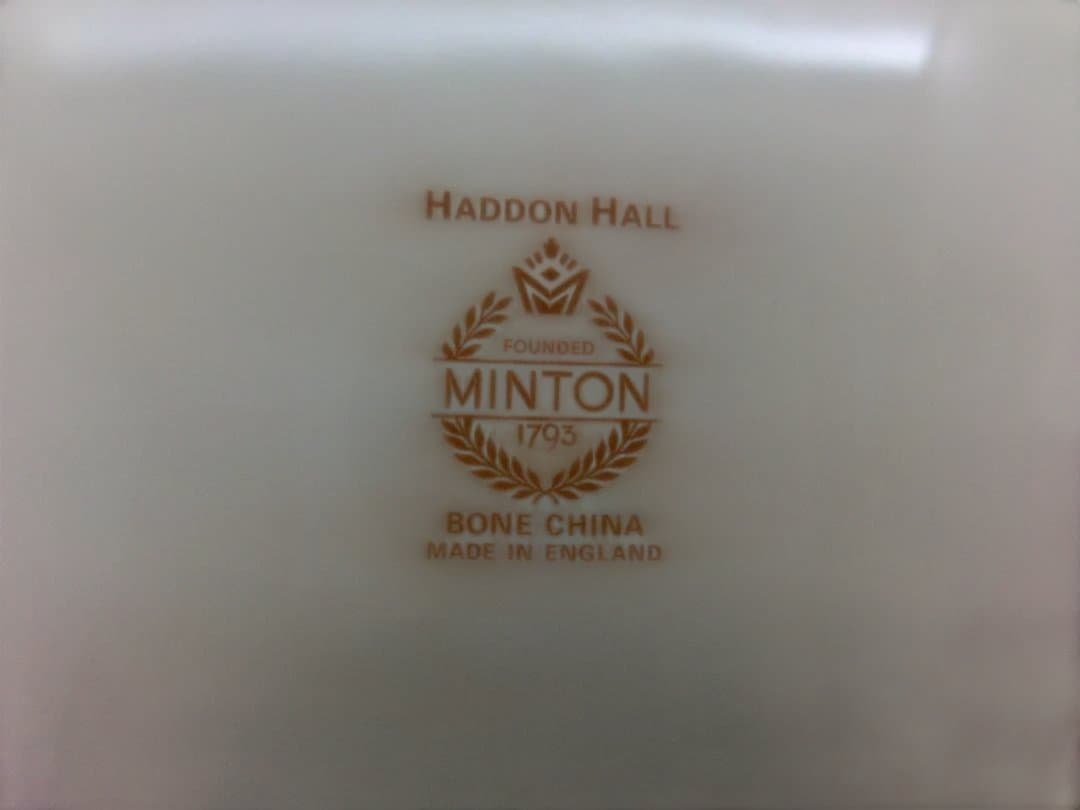 HADDON HALL
FOUNDED
MINTON
1793
BONE CHINA
MADE IN ENGLAND